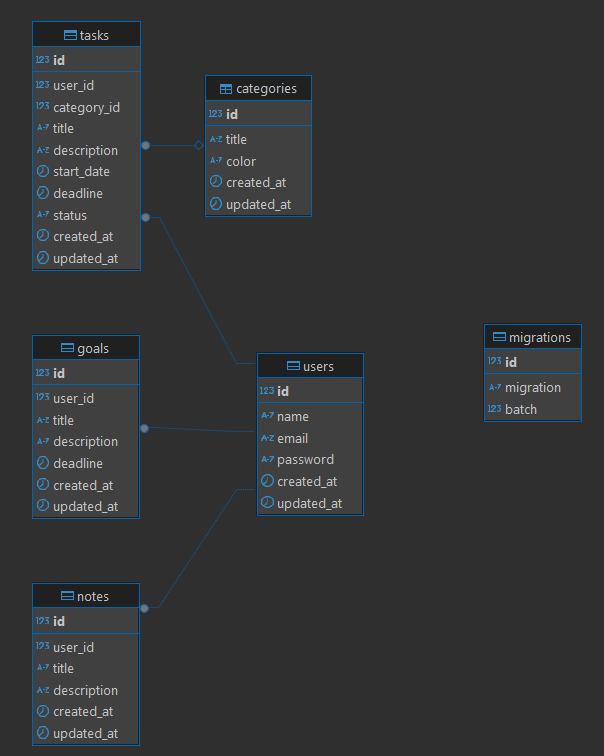 tasks
123 id
123 user_id
123 category_id
A-Z title
A-Z description
start_date
deadline
A-Z status
created_at
updated_at
categories
123 id
A-Z title
A-Z color
created_at
updated_at
goals
123 id
123 user_id
A-Z title
A-Z description
deadline
created_at
updated_at
users
123 id
A-Z name
A-Z email
A-Z password
created_at
updated_at
migrations
123 id
A-Z migration
123 batch
notes
123 id
123 user_id
A-Z title
A-Z description
created_at
updated_at